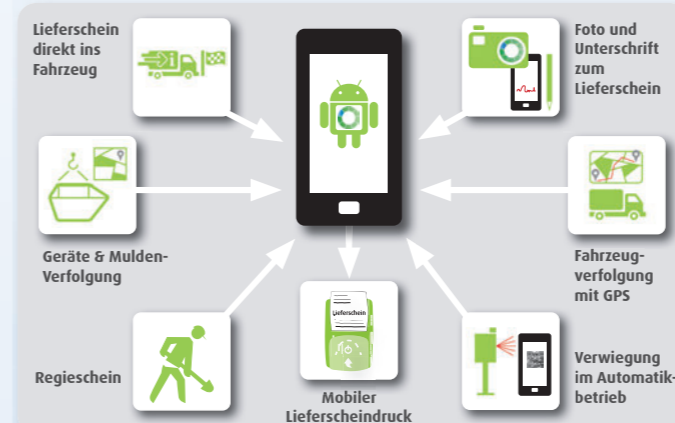 Lieferschein
direkt ins
Fahrzeug
Foto und
Unterschrift
zum
Lieferschein
Geräte & Mulden-
Verfolgung
Fahrzeug-
verfolgung
mit GPS
Regieschein
Lieferschein
Mobiler
Lieferscheindruck
Verwiegung
im Automatik-
betrieb